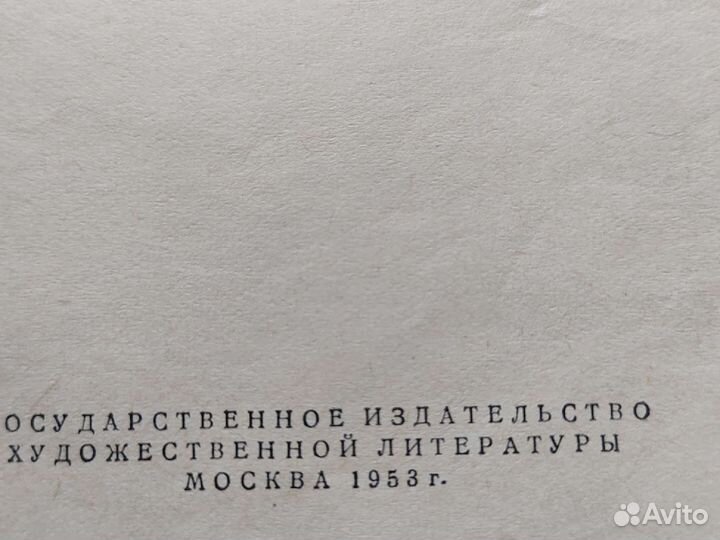 ОСУДАРСТВЕННОЕ ИЗДАТЕЛЬСТВО
ХУДОЖЕСТВЕННОЙ ЛИТЕРАТУРЫ
МОСКВА 1953 г.
Avito